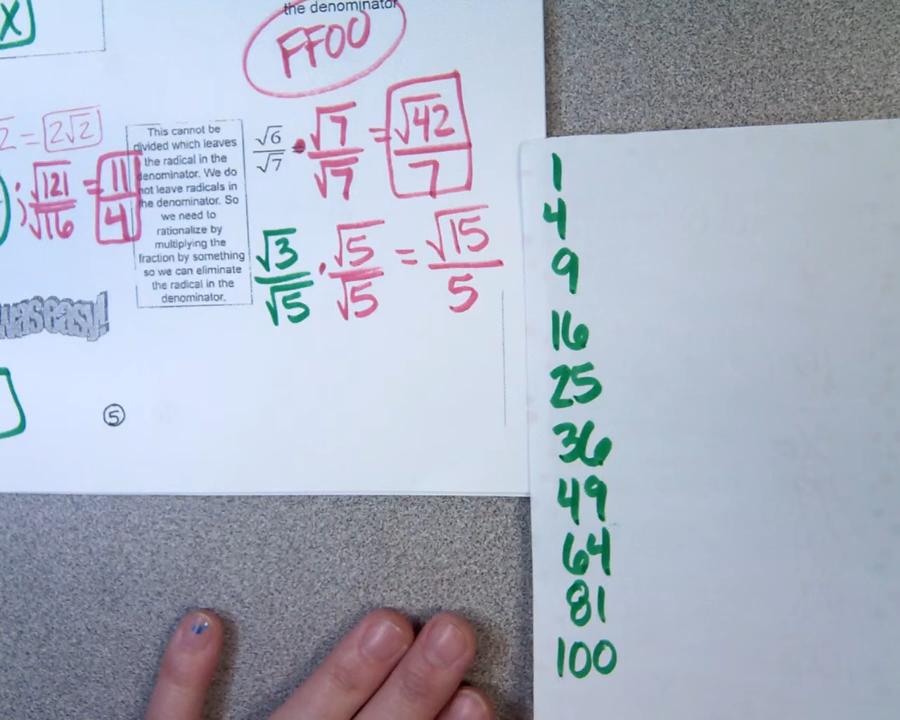 X
the denominator
FFOO
2 = 2√2
; √121/√16 = 11/4
This cannot be
divided which leaves
the radical in the
denominator. We do
not leave radicals in
the denominator. So
we need to
rationalize by
multiplying the
fraction by something
so we can eliminate
the radical in the
denominator.
√6/√7 • √7/√7 = √42/7
√3/√5 · √5/√5 = √15/5
was easy!
5
1
4
9
16
25
36
49
64
81
100